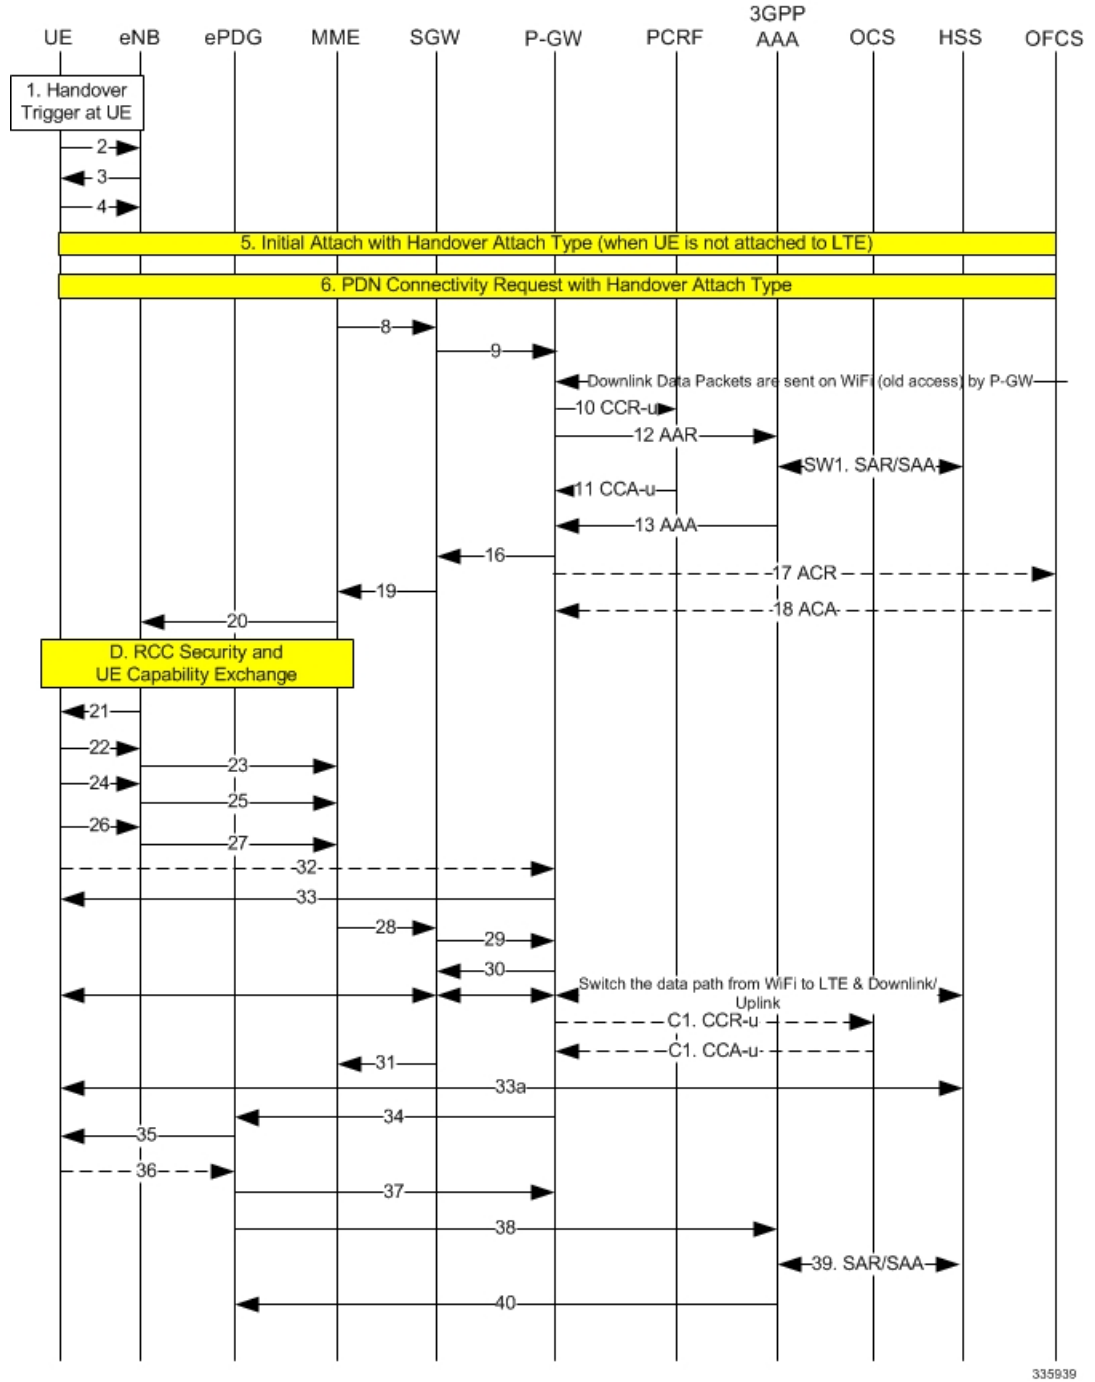 3GPP
UE eNB ePDG MME SGW P-GW PCRF AAA OCS HSS OFCS
1. Handover
Trigger at UE
2
3
4
5. Initial Attach with Handover Attach Type (when UE is not attached to LTE)
6. PDN Connectivity Request with Handover Attach Type
8
9
Downlink Data Packets are sent on WiFi (old access) by P-GW
10 CCR-u
12 AAR
SW1. SAR/SAA
11 CCA-u
13 AAA
16
17 ACR
19
18 ACA
20
D. RCC Security and
UE Capability Exchange
21
22
23
24
25
26
27
32
33
28
29
30
Switch the data path from WiFi to LTE & Downlink/
Uplink
C1. CCR-u
C1. CCA-u
31
33a
34
35
36
37
38
39. SAR/SAA
40
335939